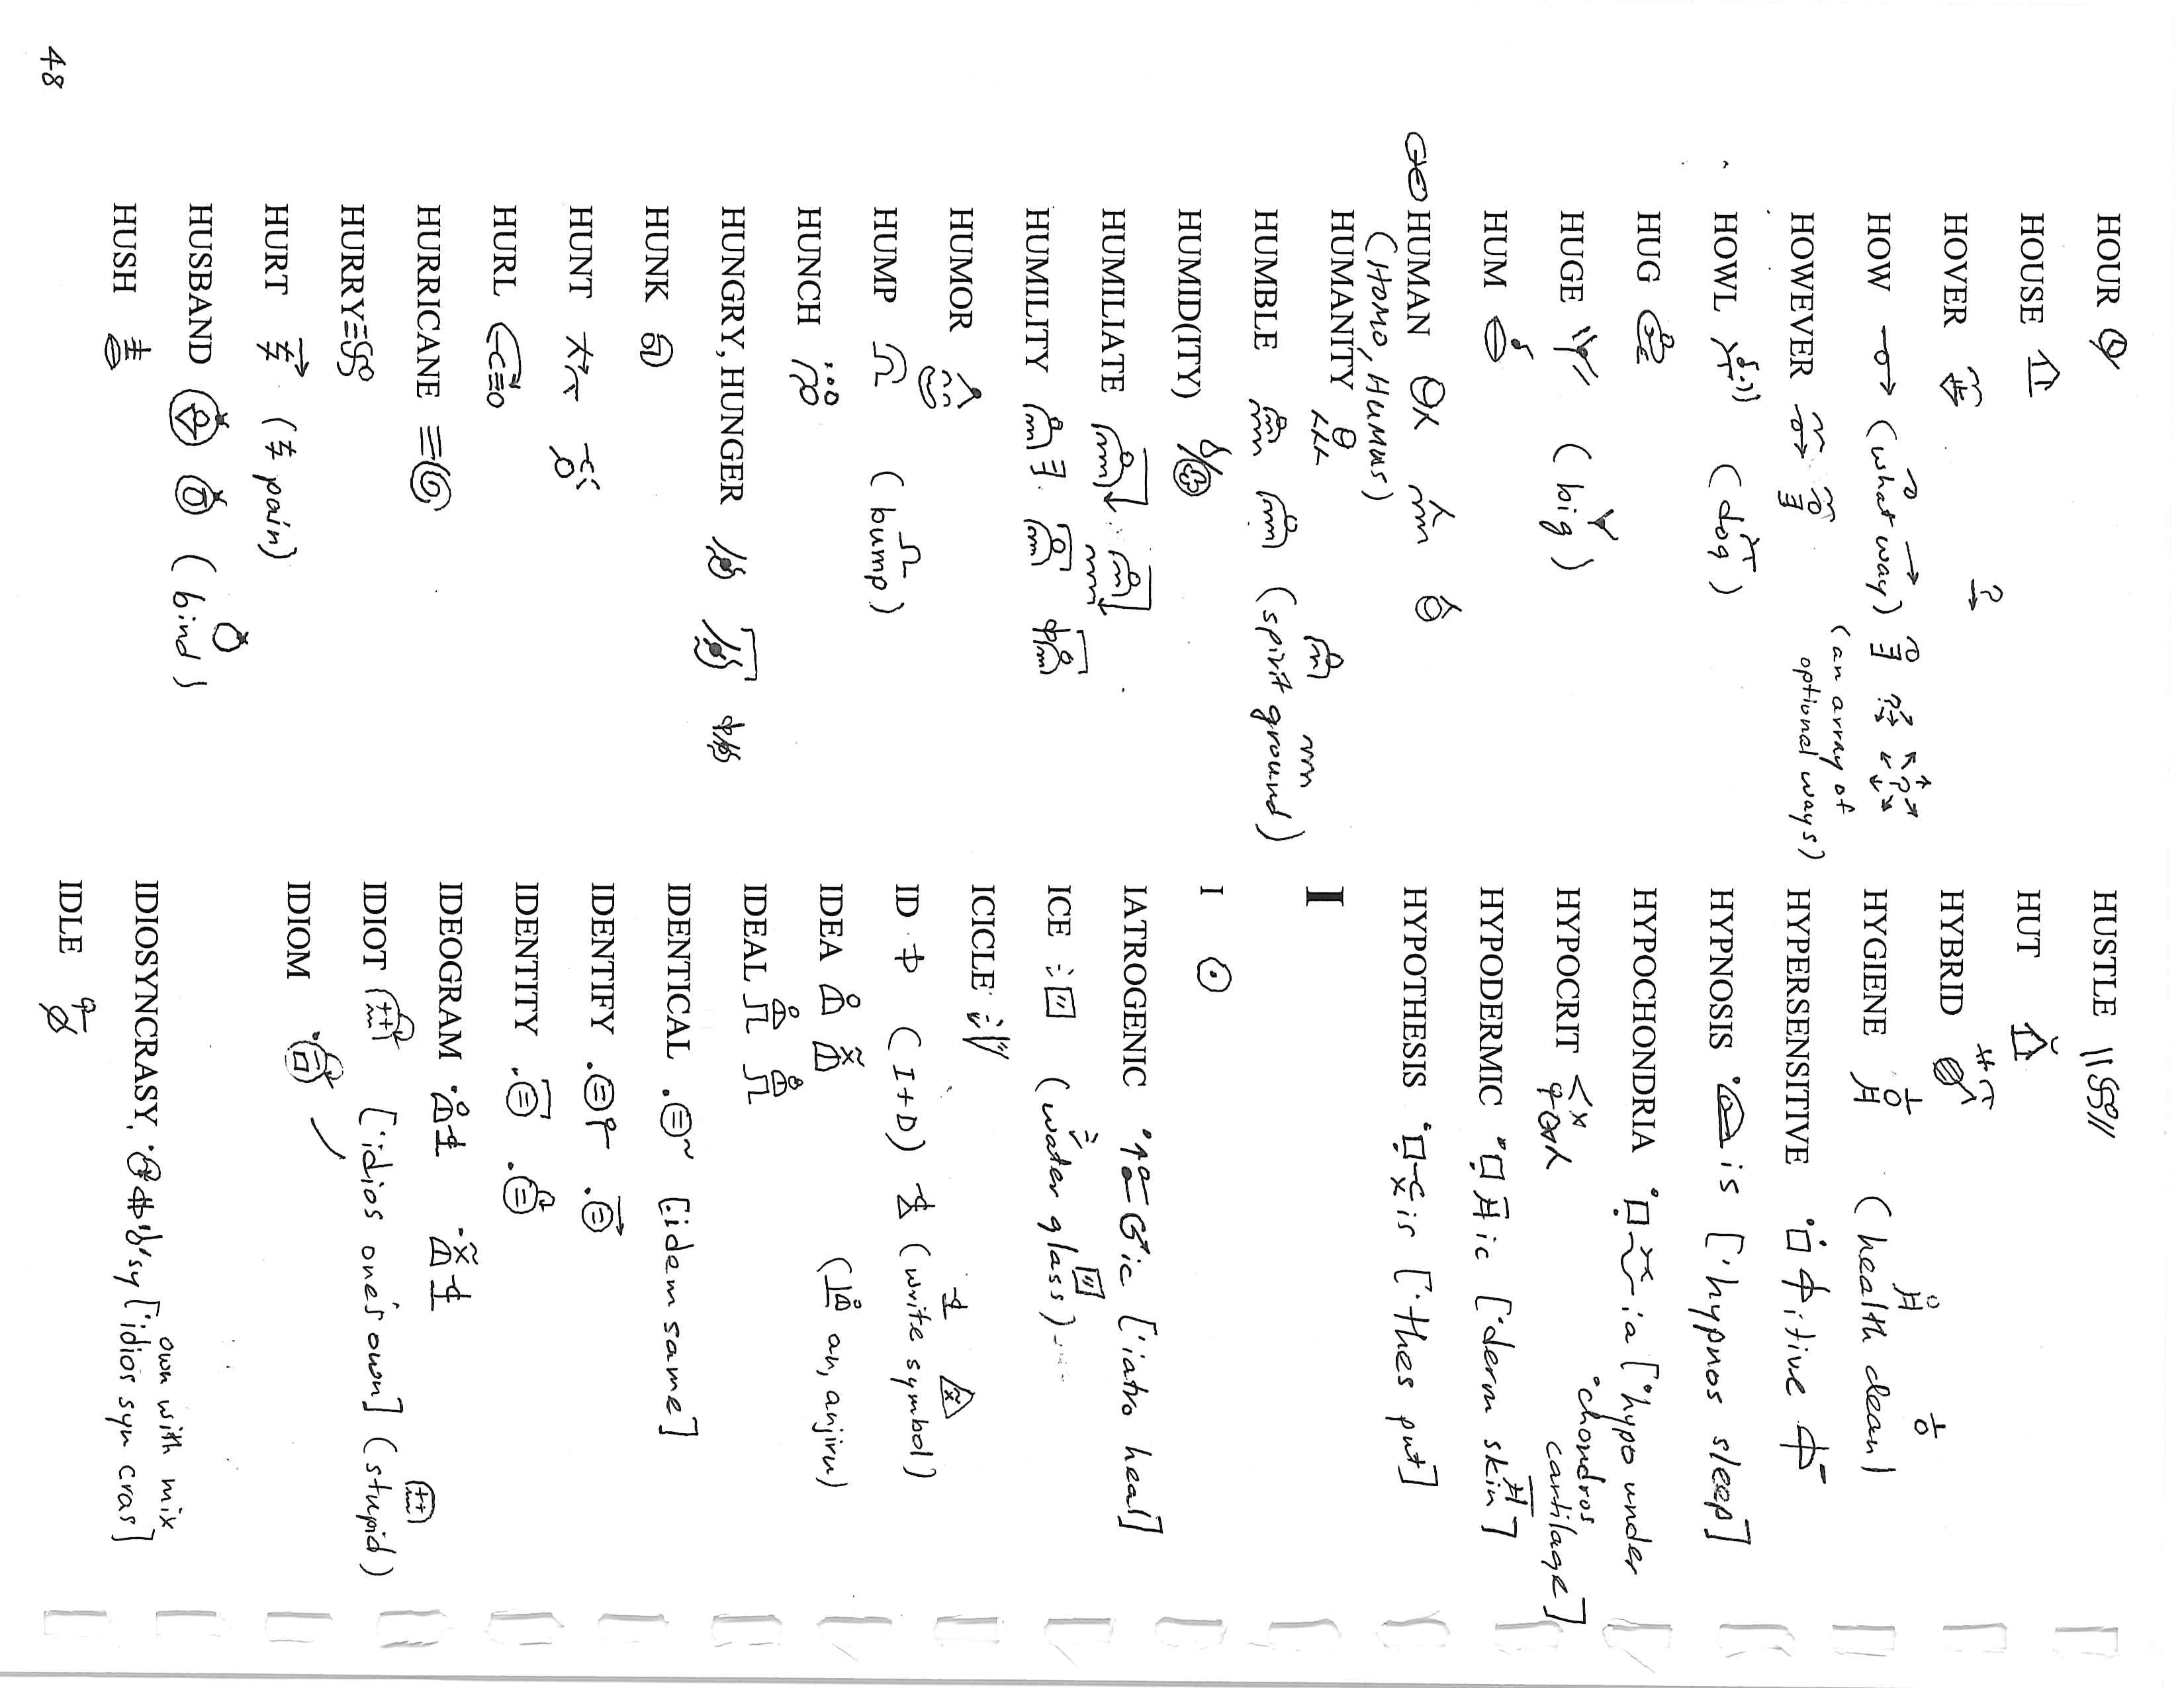 HOUR
HOUSE
HOVER
HOW (what way)
HOWEVER (an array of
optional ways)
HOWL (dog)
HUG
HUGE (big)
HUM
HUMAN
(Homo, Humus)
HUMANITY
HUMBLE (spirit ground)
HUMID(ITY)
HUMILIATE
HUMILITY
HUMOR
HUMP (bump)
HUNCH
HUNGRY, HUNGER
HUNK
HUNT
HURL
HURRICANE
HURRY
HURT (pain)
HUSBAND (bind)
HUSH
HUSTLE
HUT
HYBRID
HYGIENE (health clean)
HYPERSENSITIVE itive
HYPNOSIS is [hypnos sleep]
HYPOCHONDRIA ia [hypo under
chondros
cartilage]
HYPOCRIT
HYPODERMIC ic [derm skin]
HYPOTHESIS is [thes put]
I
I
IATROGENIC ic [iatro heal]
ICE (water glass)
ICICLE
ID (I+D) (write symbol)
IDEA (an, anjiru)
IDEAL
IDENTICAL [idem same]
IDENTIFY
IDENTITY
IDEOGRAM
IDIOT [idios one's own] (stupid)
IDIOM
IDIOSYNCRASY sy [idios syn cras]
own with mix
IDLE
48